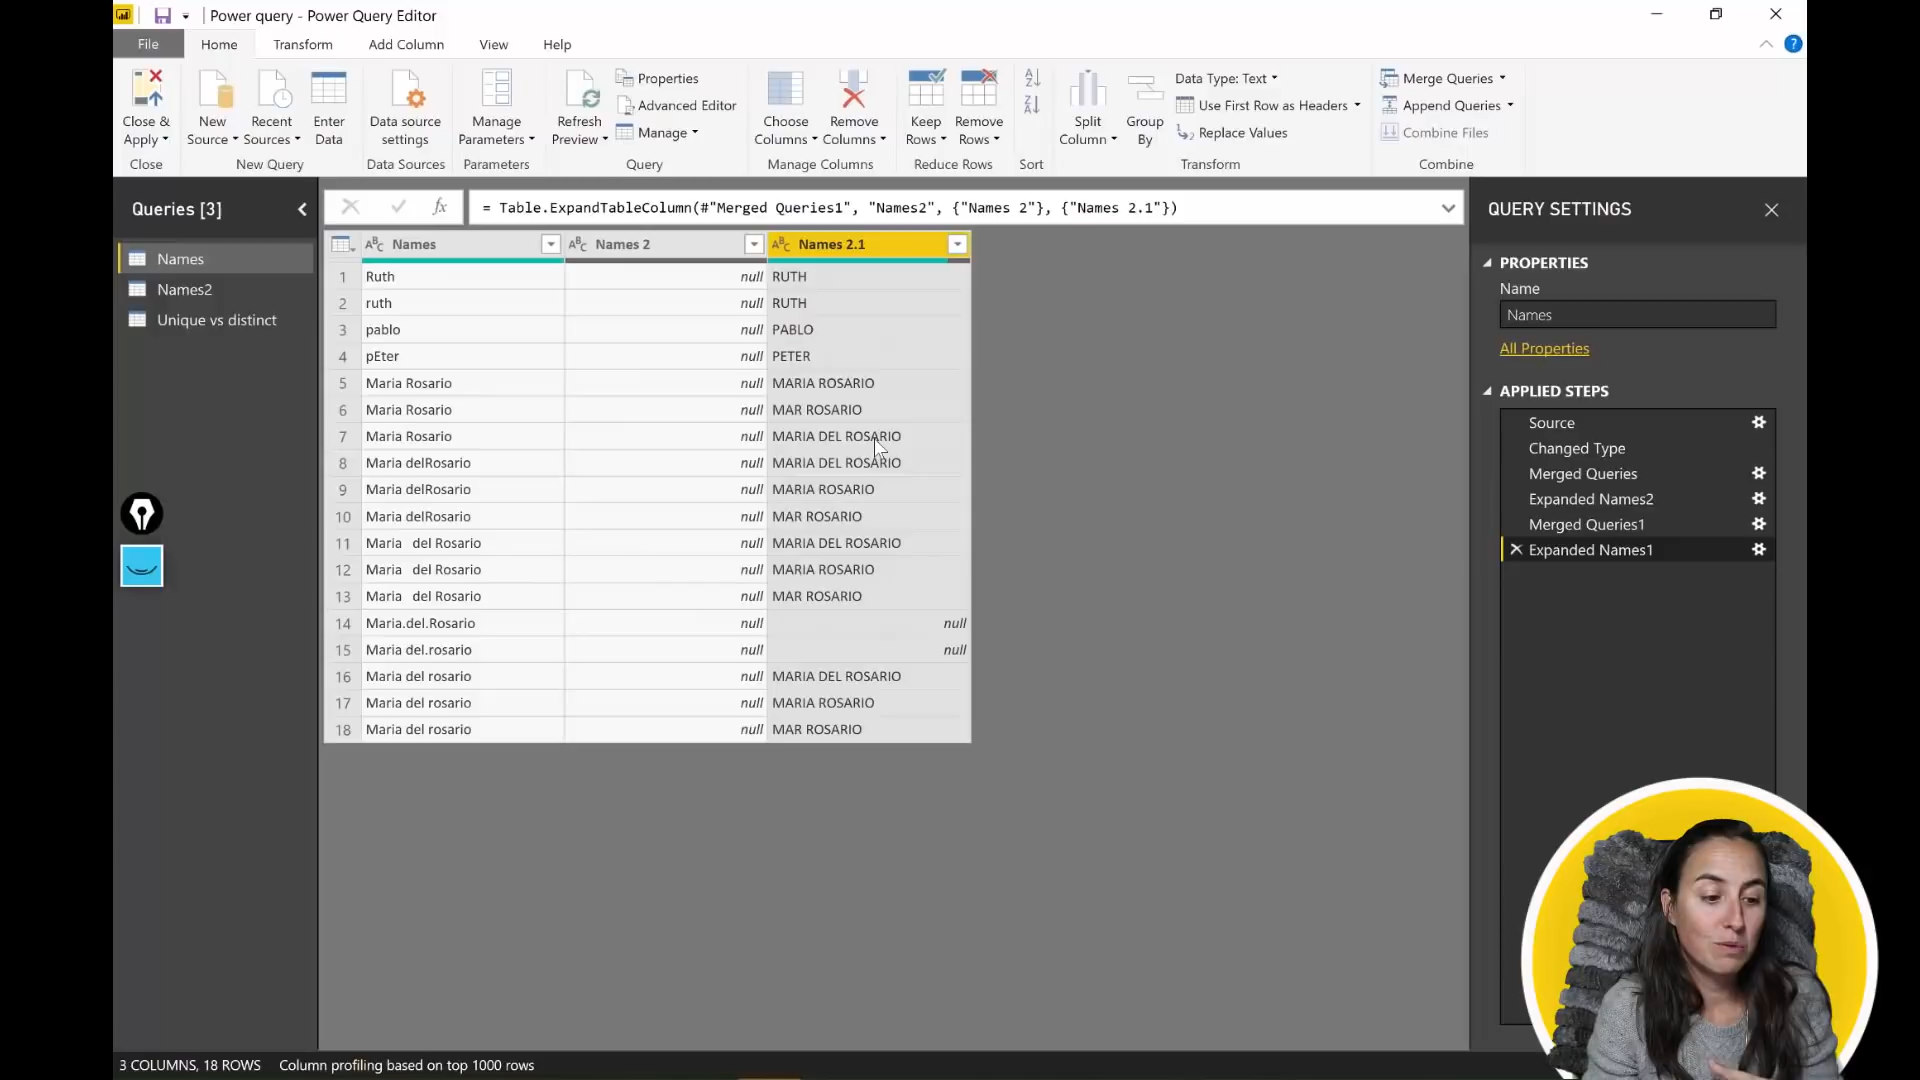 Power query - Power Query Editor
File Home Transform Add Column View Help
Close & Apply
New Source
Recent Sources
Enter Data
Data source settings
Manage Parameters
Refresh Preview
Properties
Advanced Editor
Manage
Choose Columns
Remove Columns
Keep Rows
Remove Rows
Split Column
Group By
Data Type: Text
Use First Row as Headers
Replace Values
Merge Queries
Append Queries
Combine Files
Close New Query Data Sources Parameters Query Manage Columns Reduce Rows Sort Transform Combine
Queries [3]
Names
Names2
Unique vs distinct
fx = Table.ExpandTableColumn(#"Merged Queries1", "Names2", {"Names 2"}, {"Names 2.1"})
ABC Names ABC Names 2 ABC Names 2.1
1 Ruth null RUTH
2 ruth null RUTH
3 pablo null PABLO
4 pEter null PETER
5 Maria Rosario null MARIA ROSARIO
6 Maria Rosario null MAR ROSARIO
7 Maria Rosario null MARIA DEL ROSARIO
8 Maria delRosario null MARIA DEL ROSARIO
9 Maria delRosario null MARIA ROSARIO
10 Maria delRosario null MAR ROSARIO
11 Maria   del Rosario null MARIA DEL ROSARIO
12 Maria   del Rosario null MARIA ROSARIO
13 Maria   del Rosario null MAR ROSARIO
14 Maria.del.Rosario null null
15 Maria del.rosario null null
16 Maria del rosario null MARIA DEL ROSARIO
17 Maria del rosario null MARIA ROSARIO
18 Maria del rosario null MAR ROSARIO
QUERY SETTINGS
PROPERTIES
Name
Names
All Properties
APPLIED STEPS
Source
Changed Type
Merged Queries
Expanded Names2
Merged Queries1
Expanded Names1
3 COLUMNS, 18 ROWS Column profiling based on top 1000 rows